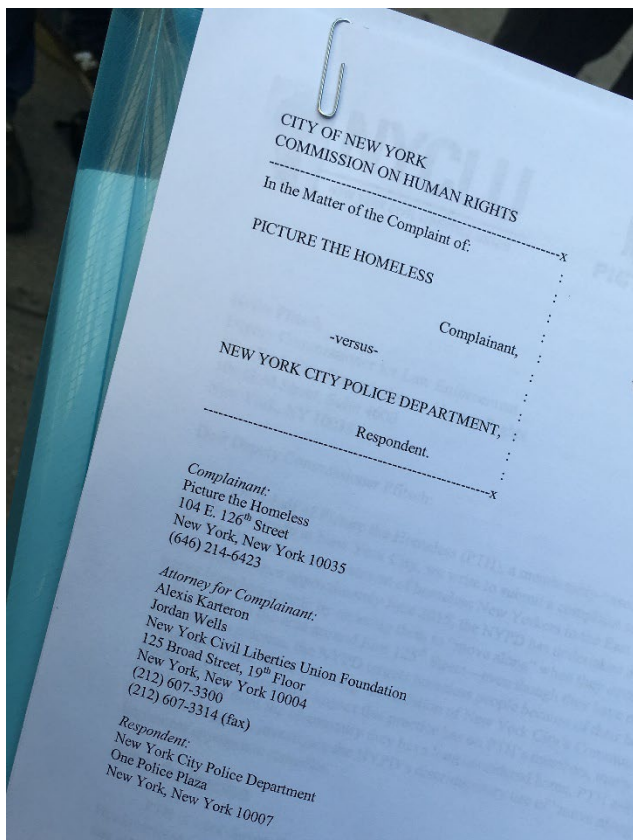 CITY OF NEW YORK
COMMISSION ON HUMAN RIGHTS
------------------------------------------------------x
In the Matter of the Complaint of:
PICTURE THE HOMELESS
Complainant,
-versus-
NEW YORK CITY POLICE DEPARTMENT,
Respondent.
------------------------------------------------------x
Complainant:
Picture the Homeless
104 E. 126th Street
New York, New York 10035
(646) 214-6423
Attorney for Complainant:
Alexis Karteron
Jordan Wells
New York Civil Liberties Union Foundation
125 Broad Street, 19th Floor
New York, New York 10004
(212) 607-3300
(212) 607-3314 (fax)
Respondent:
New York City Police Department
One Police Plaza
New York, New York 10007